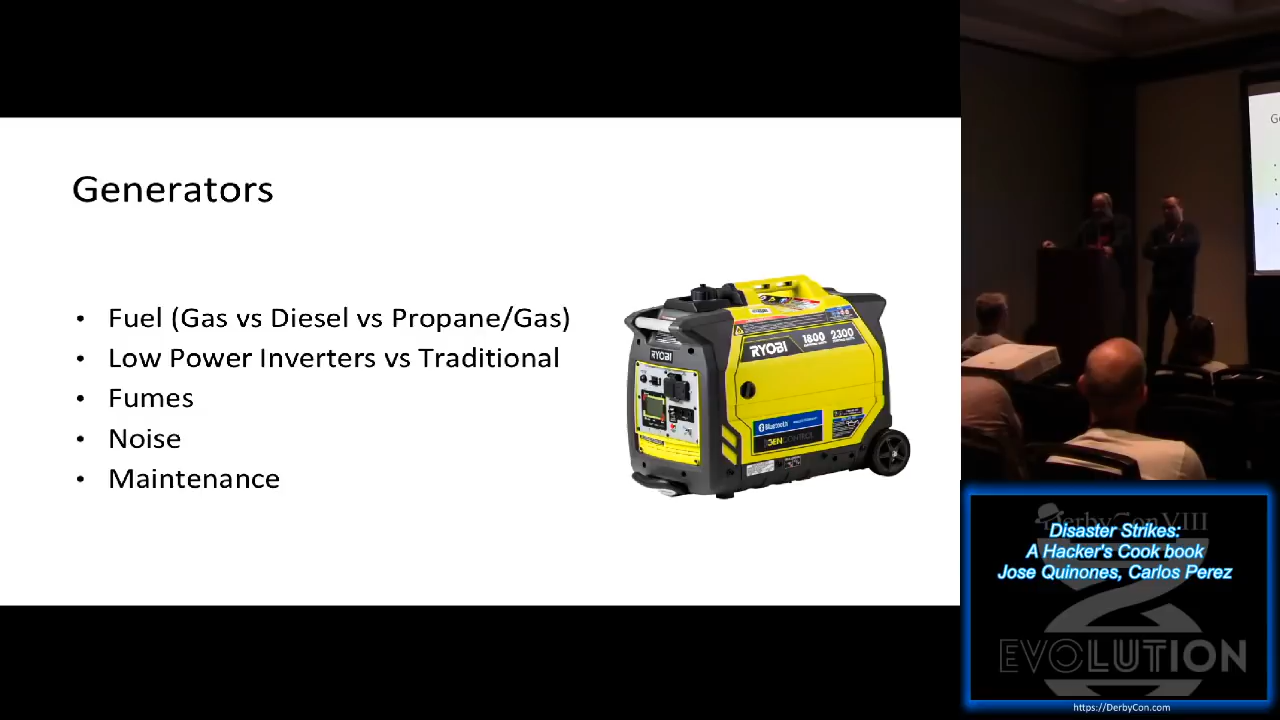 Generators
• Fuel (Gas vs Diesel vs Propane/Gas)
• Low Power Inverters vs Traditional
• Fumes
• Noise
• Maintenance
RYOBI
1800 2300
RYOBI
Bluetooth
GENCONTROL
DerbyCon VIII
Disaster Strikes:
A Hacker's Cook book
Jose Quinones, Carlos Perez
EVOLUTION
https://DerbyCon.com